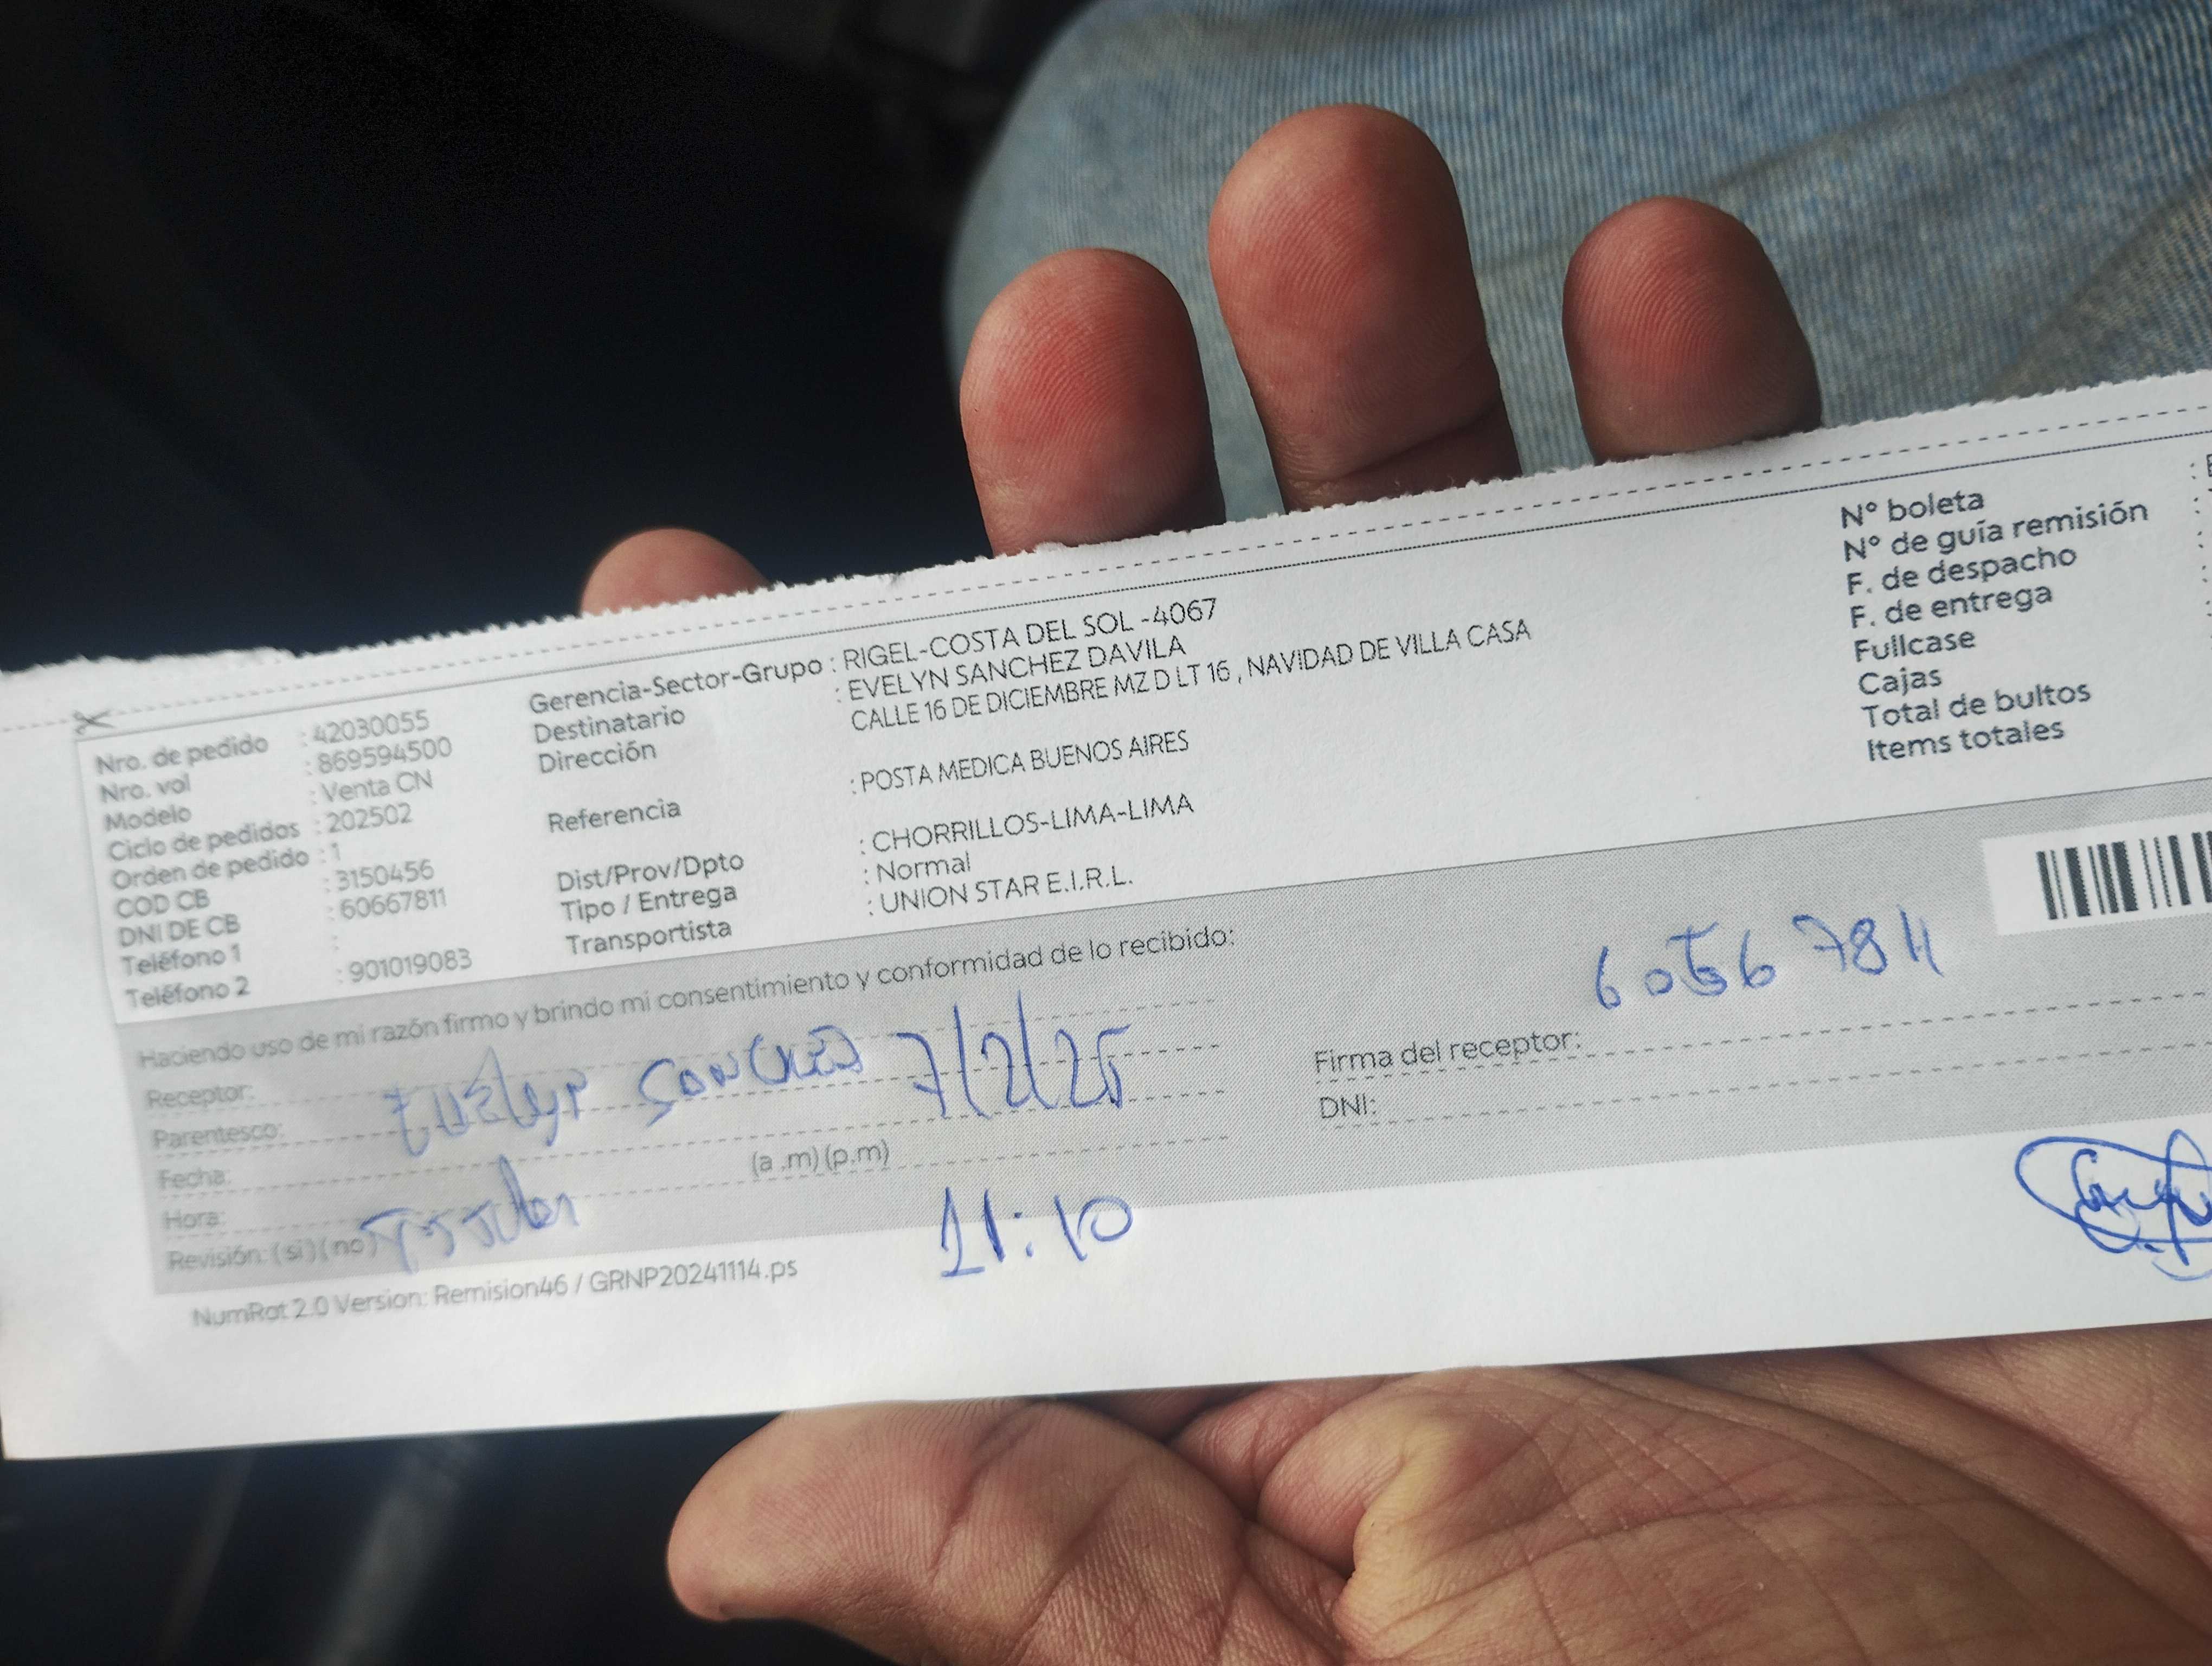 Nro. de pedido : 42030055
Nro. vol : 869594500
Modelo : Venta CN
Ciclo de pedidos : 202502
Orden de pedido : 1
COD CB : 3150456
DNI DE CB : 60667811
Teléfono 1 :
Teléfono 2 : 901019083
Gerencia-Sector-Grupo : RIGEL-COSTA DEL SOL -4067
Destinatario : EVELYN SANCHEZ DAVILA
Dirección CALLE 16 DE DICIEMBRE MZ D LT 16 , NAVIDAD DE VILLA CASA
Referencia : POSTA MEDICA BUENOS AIRES
Dist/Prov/Dpto : CHORRILLOS-LIMA-LIMA
Tipo / Entrega : Normal
Transportista : UNION STAR E.I.R.L.
N° boleta :
N° de guía remisión :
F. de despacho :
F. de entrega :
Fullcase
Cajas
Total de bultos
Items totales
Haciendo uso de mi razón firmo y brindo mi consentimiento y conformidad de lo recibido:
Receptor:
Parentesco:
Fecha:
Hora: (a .m) (p.m)
Revisión: (si) (no)
7/2/25
11:10
Firma del receptor:
DNI:
NumRat 2.0 Version: Remision46 / GRNP20241114.ps